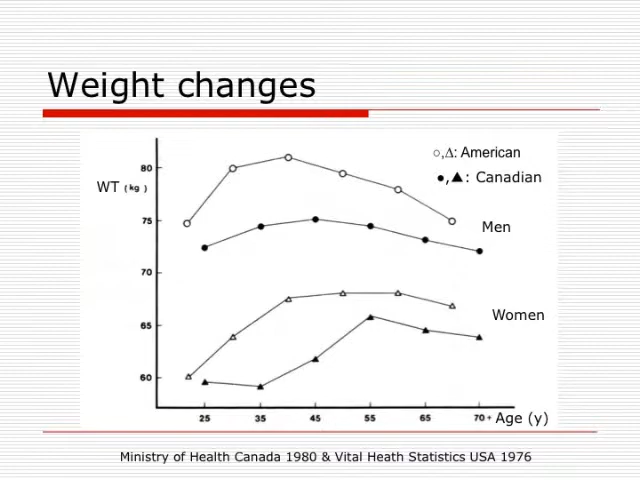 Weight changes
○,∆: American
●,▲: Canadian
WT (kg)
80
75
70
65
60
Men
Women
25 35 45 55 65 70+ Age (y)
Ministry of Health Canada 1980 & Vital Heath Statistics USA 1976